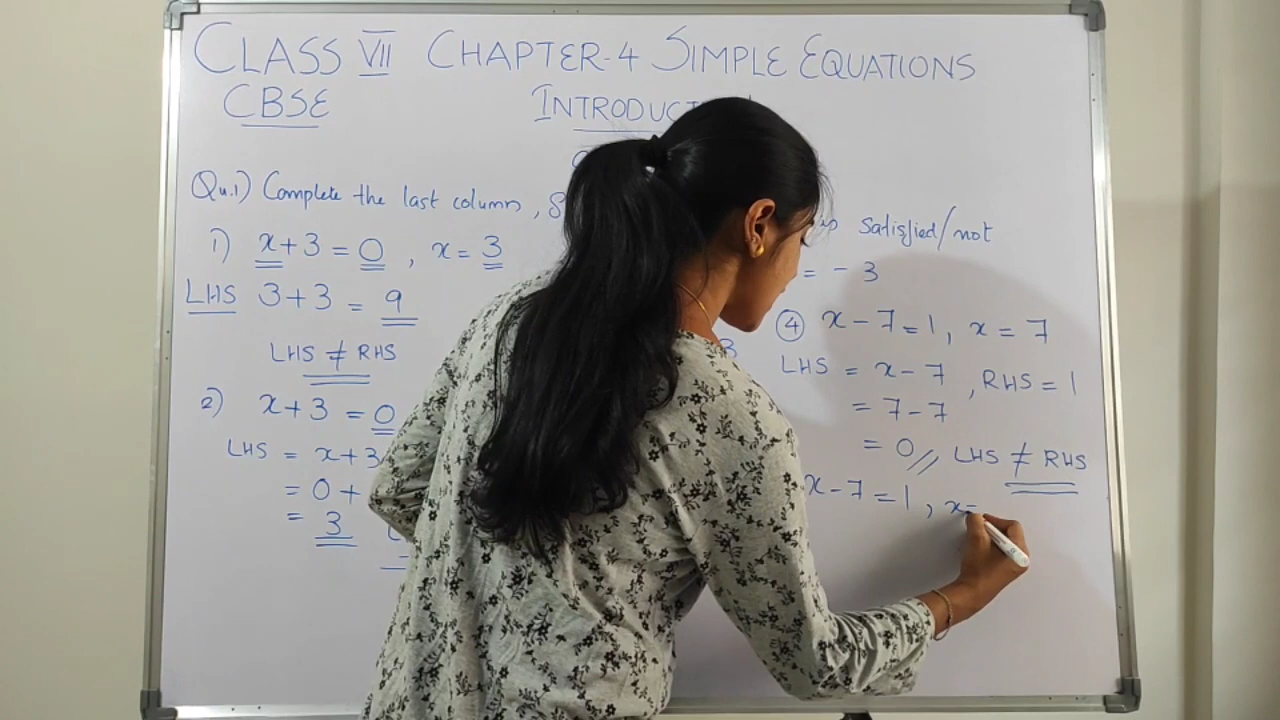 CLASS VII CHAPTER-4 SIMPLE EQUATIONS
CBSE
Qu.1) Complete the last column,
1) x+3 = 0 , x = 3
LHS 3+3 = 9
LHS ≠ RHS
2) x+3 = 0
LHS = x+3
= 0+
= 3
Satisfied/not
= - 3
④ x-7=1, x = 7
LHS = x-7 , RHS = 1
= 7-7
= 0// LHS ≠ RHS
x-7=1 , x=